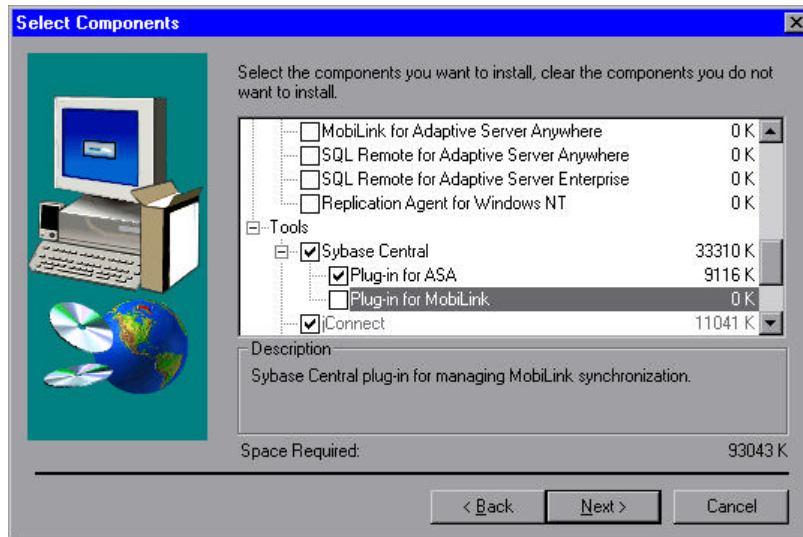 Select Components
Select the components you want to install, clear the components you do not
want to install.
MobiLink for Adaptive Server Anywhere 0 K
SQL Remote for Adaptive Server Anywhere 0 K
SQL Remote for Adaptive Server Enterprise 0 K
Replication Agent for Windows NT 0 K
Tools
Sybase Central 33310 K
Plug-in for ASA 9116 K
Plug-in for MobiLink 0 K
jConnect 11041 K
Description
Sybase Central plug-in for managing MobiLink synchronization.
Space Required: 93043 K
< Back Next > Cancel